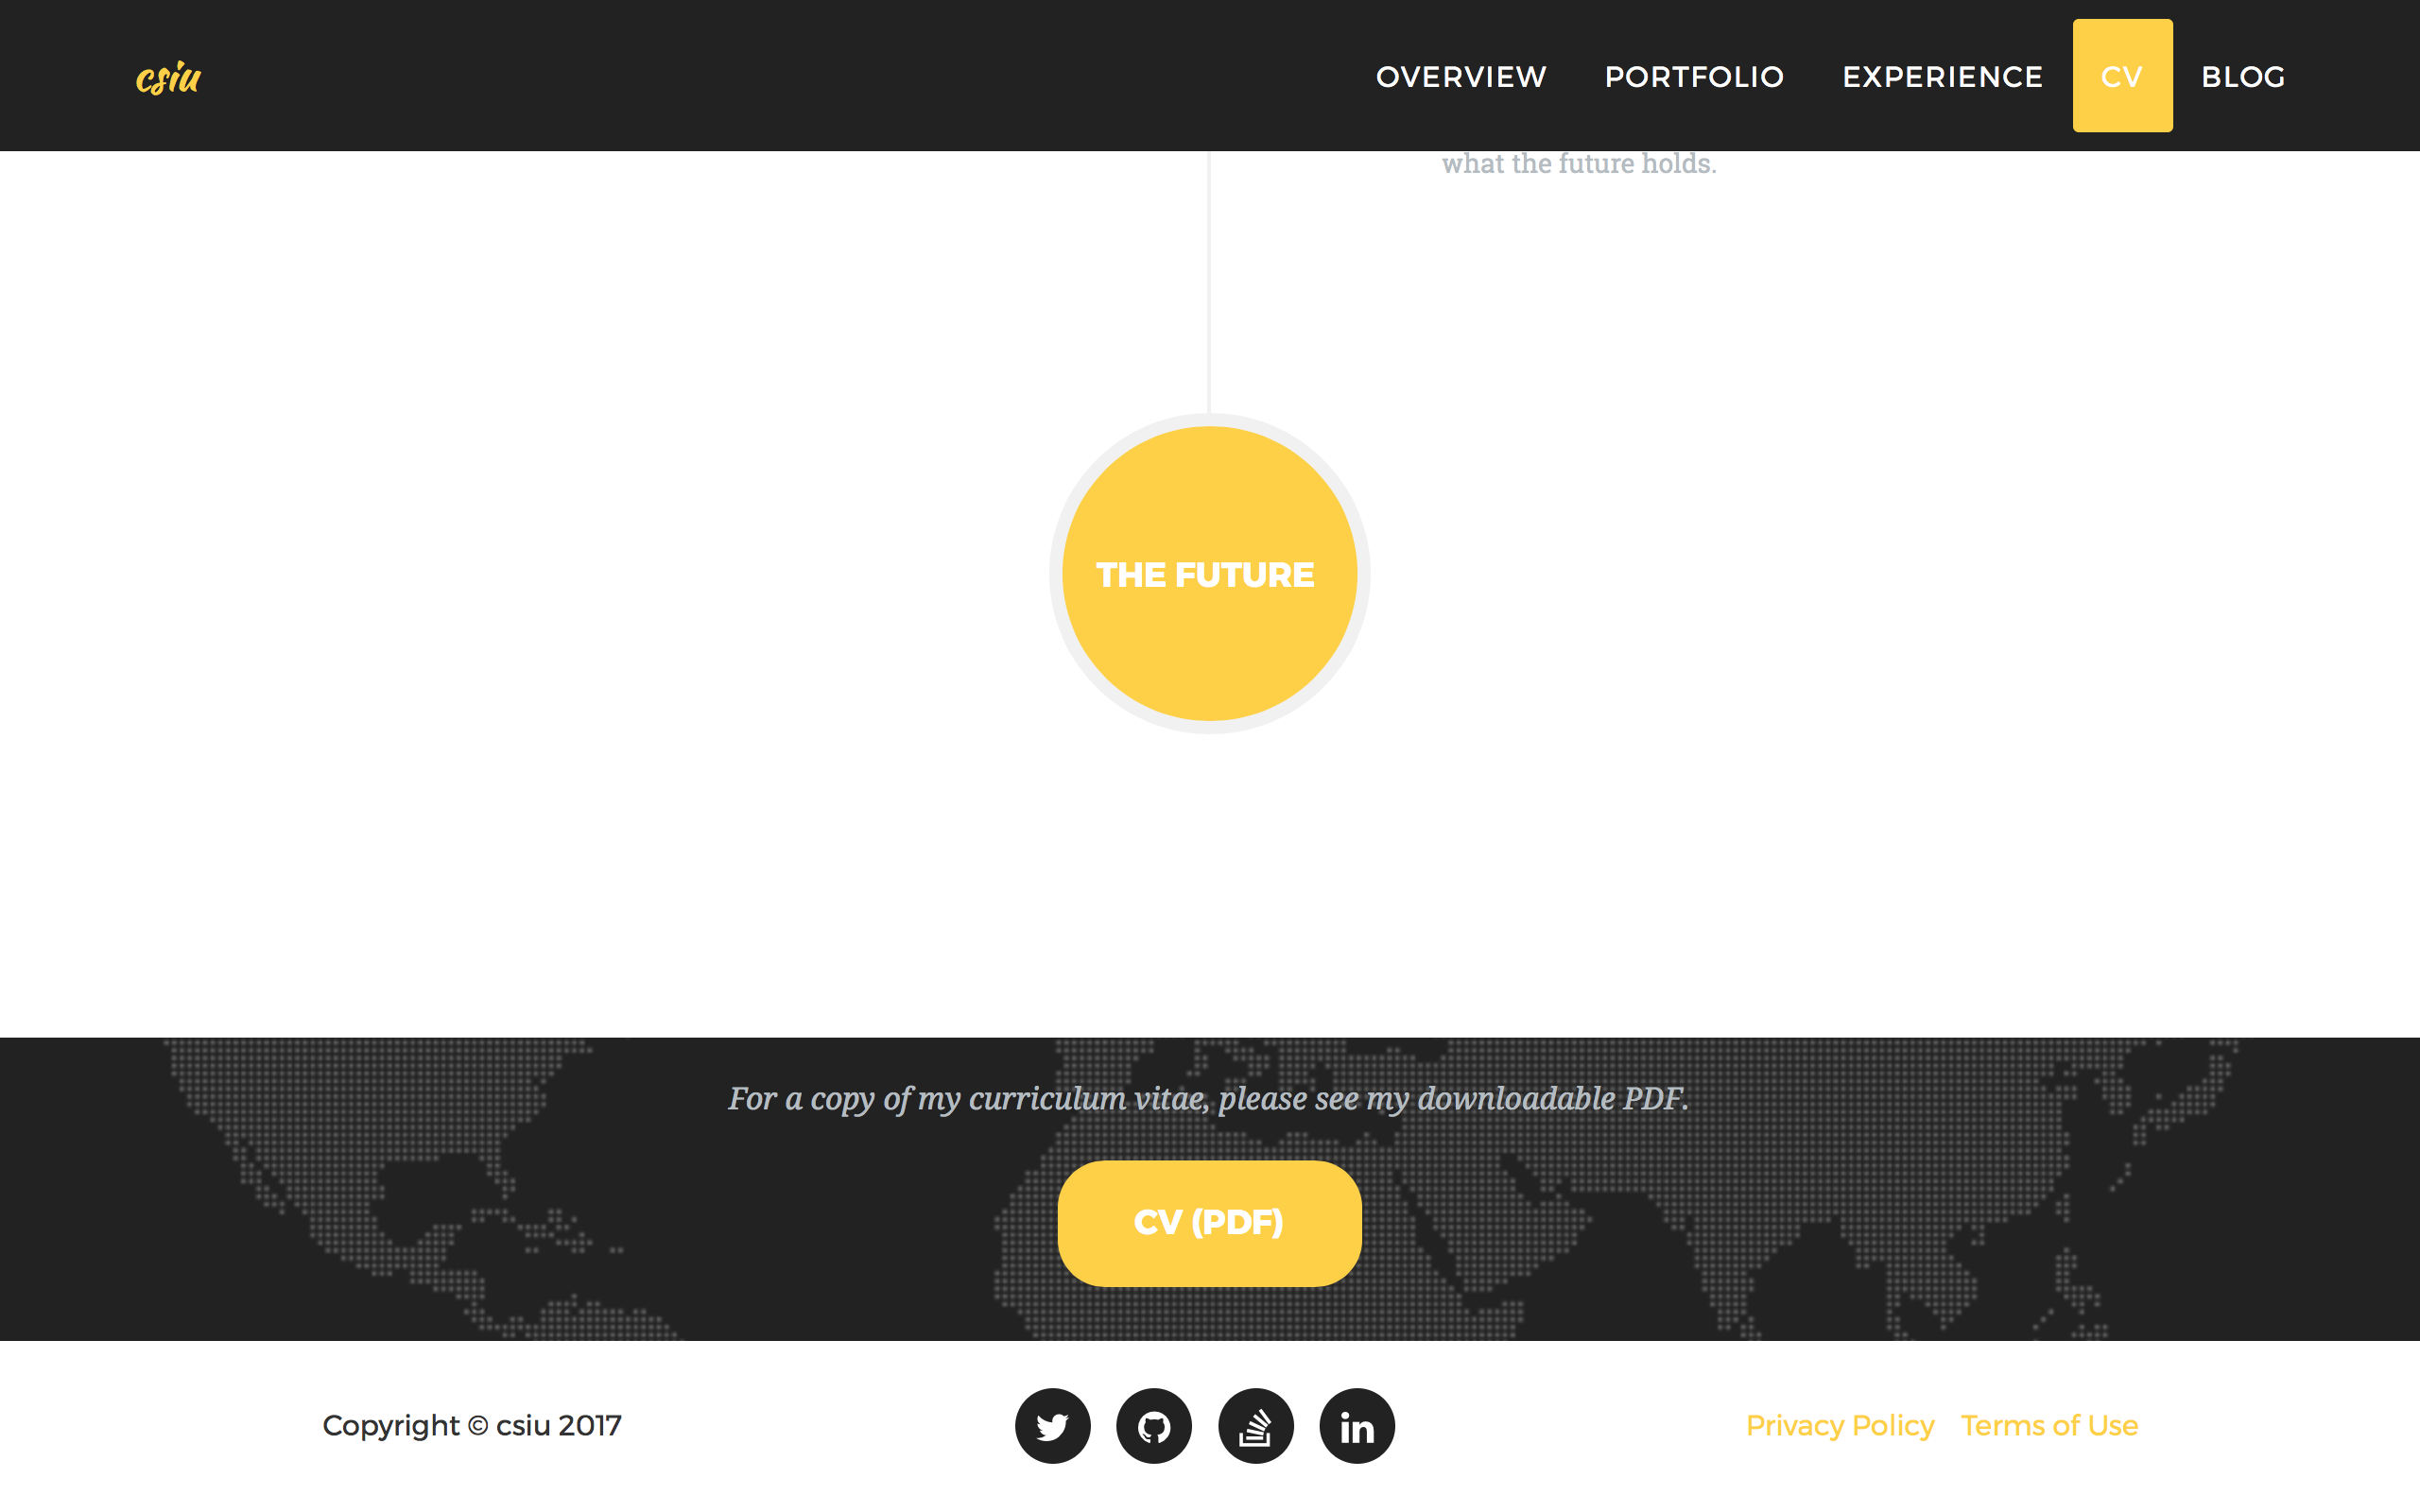 csiu
OVERVIEW PORTFOLIO EXPERIENCE CV BLOG
what the future holds.
THE FUTURE
For a copy of my curriculum vitae, please see my downloadable PDF.
CV (PDF)
Copyright © csiu 2017
in
Privacy Policy Terms of Use